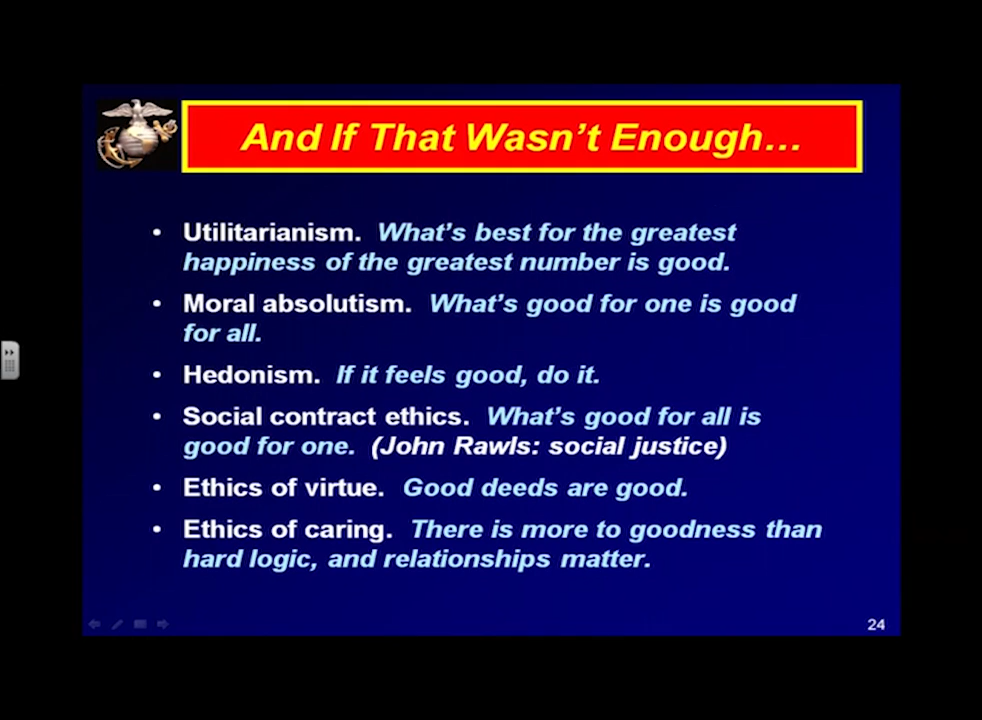 And If That Wasn’t Enough…
• Utilitarianism. What’s best for the greatest
happiness of the greatest number is good.
• Moral absolutism. What’s good for one is good
for all.
• Hedonism. If it feels good, do it.
• Social contract ethics. What’s good for all is
good for one. (John Rawls: social justice)
• Ethics of virtue. Good deeds are good.
• Ethics of caring. There is more to goodness than
hard logic, and relationships matter.
24